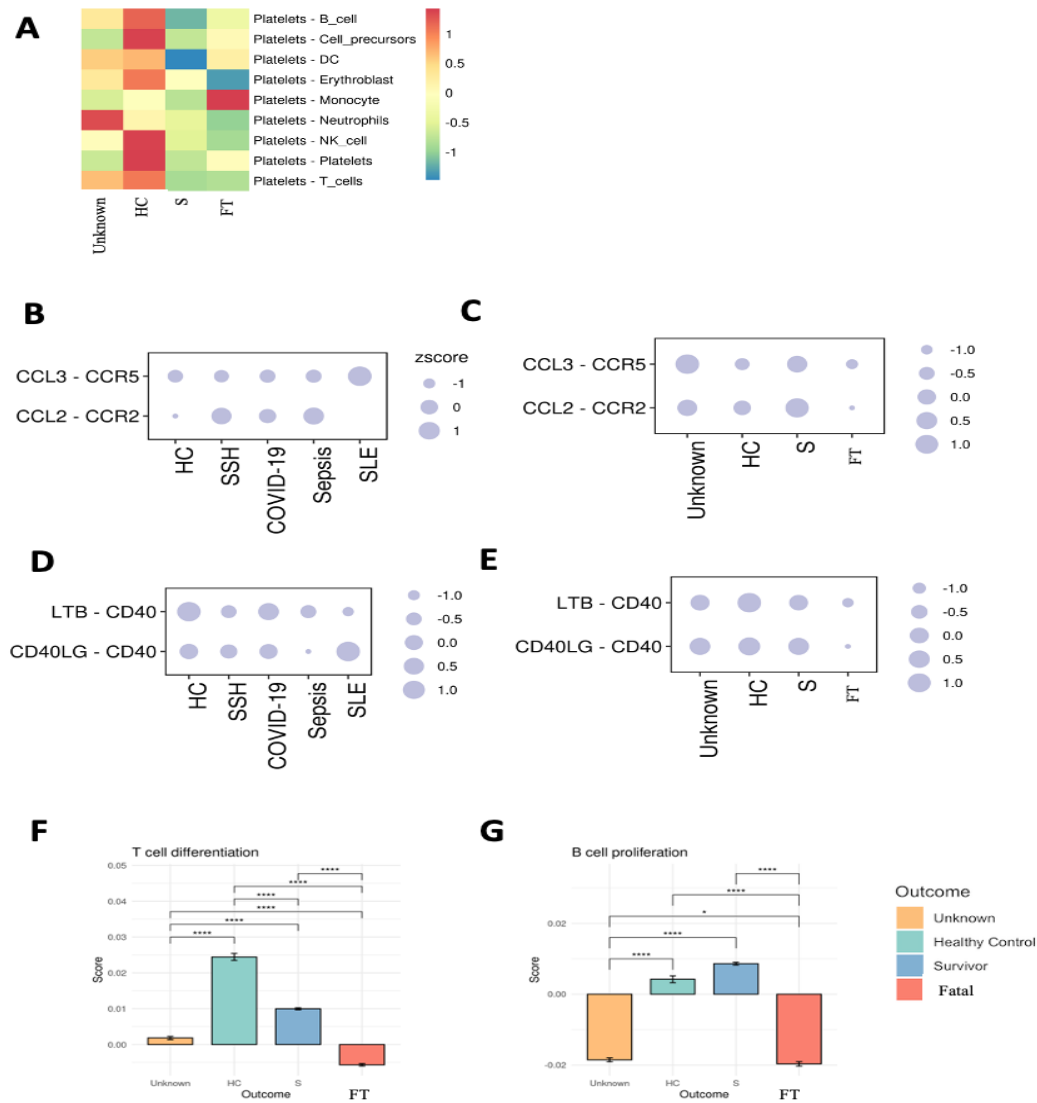 A
Platelets - B_cell
Platelets - Cell_precursors
Platelets - DC
Platelets - Erythroblast
Platelets - Monocyte
Platelets - Neutrophils
Platelets - NK_cell
Platelets - Platelets
Platelets - T_cells
1
0.5
0
-0.5
-1
Unknown
HC
S
FT
B
CCL3 - CCR5
CCL2 - CCR2
HC
SSH
COVID-19
Sepsis
SLE
zscore
-1
0
1
C
CCL3 - CCR5
CCL2 - CCR2
Unknown
HC
S
FT
-1.0
-0.5
0.0
0.5
1.0
D
LTB - CD40
CD40LG - CD40
HC
SSH
COVID-19
Sepsis
SLE
-1.0
-0.5
0.0
0.5
1.0
E
LTB - CD40
CD40LG - CD40
Unknown
HC
S
FT
-1.0
-0.5
0.0
0.5
1.0
F
T cell differentiation
0.05
0.04
0.03
0.02
0.01
0.00
Score
****
****
****
****
****
****
Unknown
HC
S
FT
Outcome
G
B cell proliferation
0.02
0.00
-0.02
Score
****
****
*
****
****
Unknown
HC
S
FT
Outcome
Outcome
Unknown
Healthy Control
Survivor
Fatal